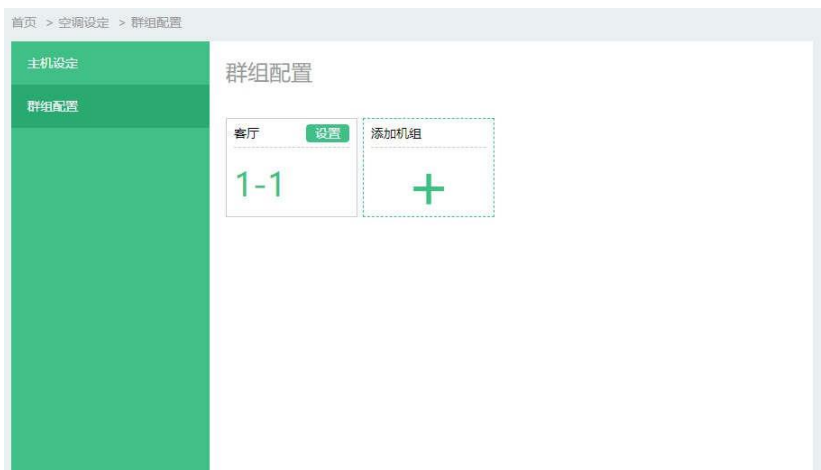 首页 > 空调设定 > 群组配置
主机设定
群组配置
群组配置
客厅 设置
1-1
添加机组
+